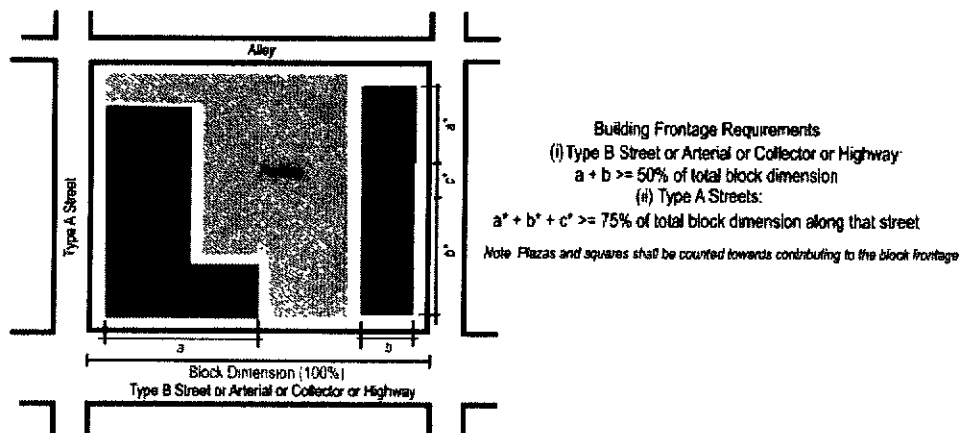 Alley
Type A Street
a*
c*
b*
a
b
Block Dimension (100%)
Type B Street or Arterial or Collector or Highway
Building Frontage Requirements
(i) Type B Street or Arterial or Collector or Highway:
a + b >= 50% of total block dimension
(ii) Type A Streets:
a* + b* + c* >= 75% of total block dimension along that street
Note Plazas and squares shall be counted towards contributing to the block frontage